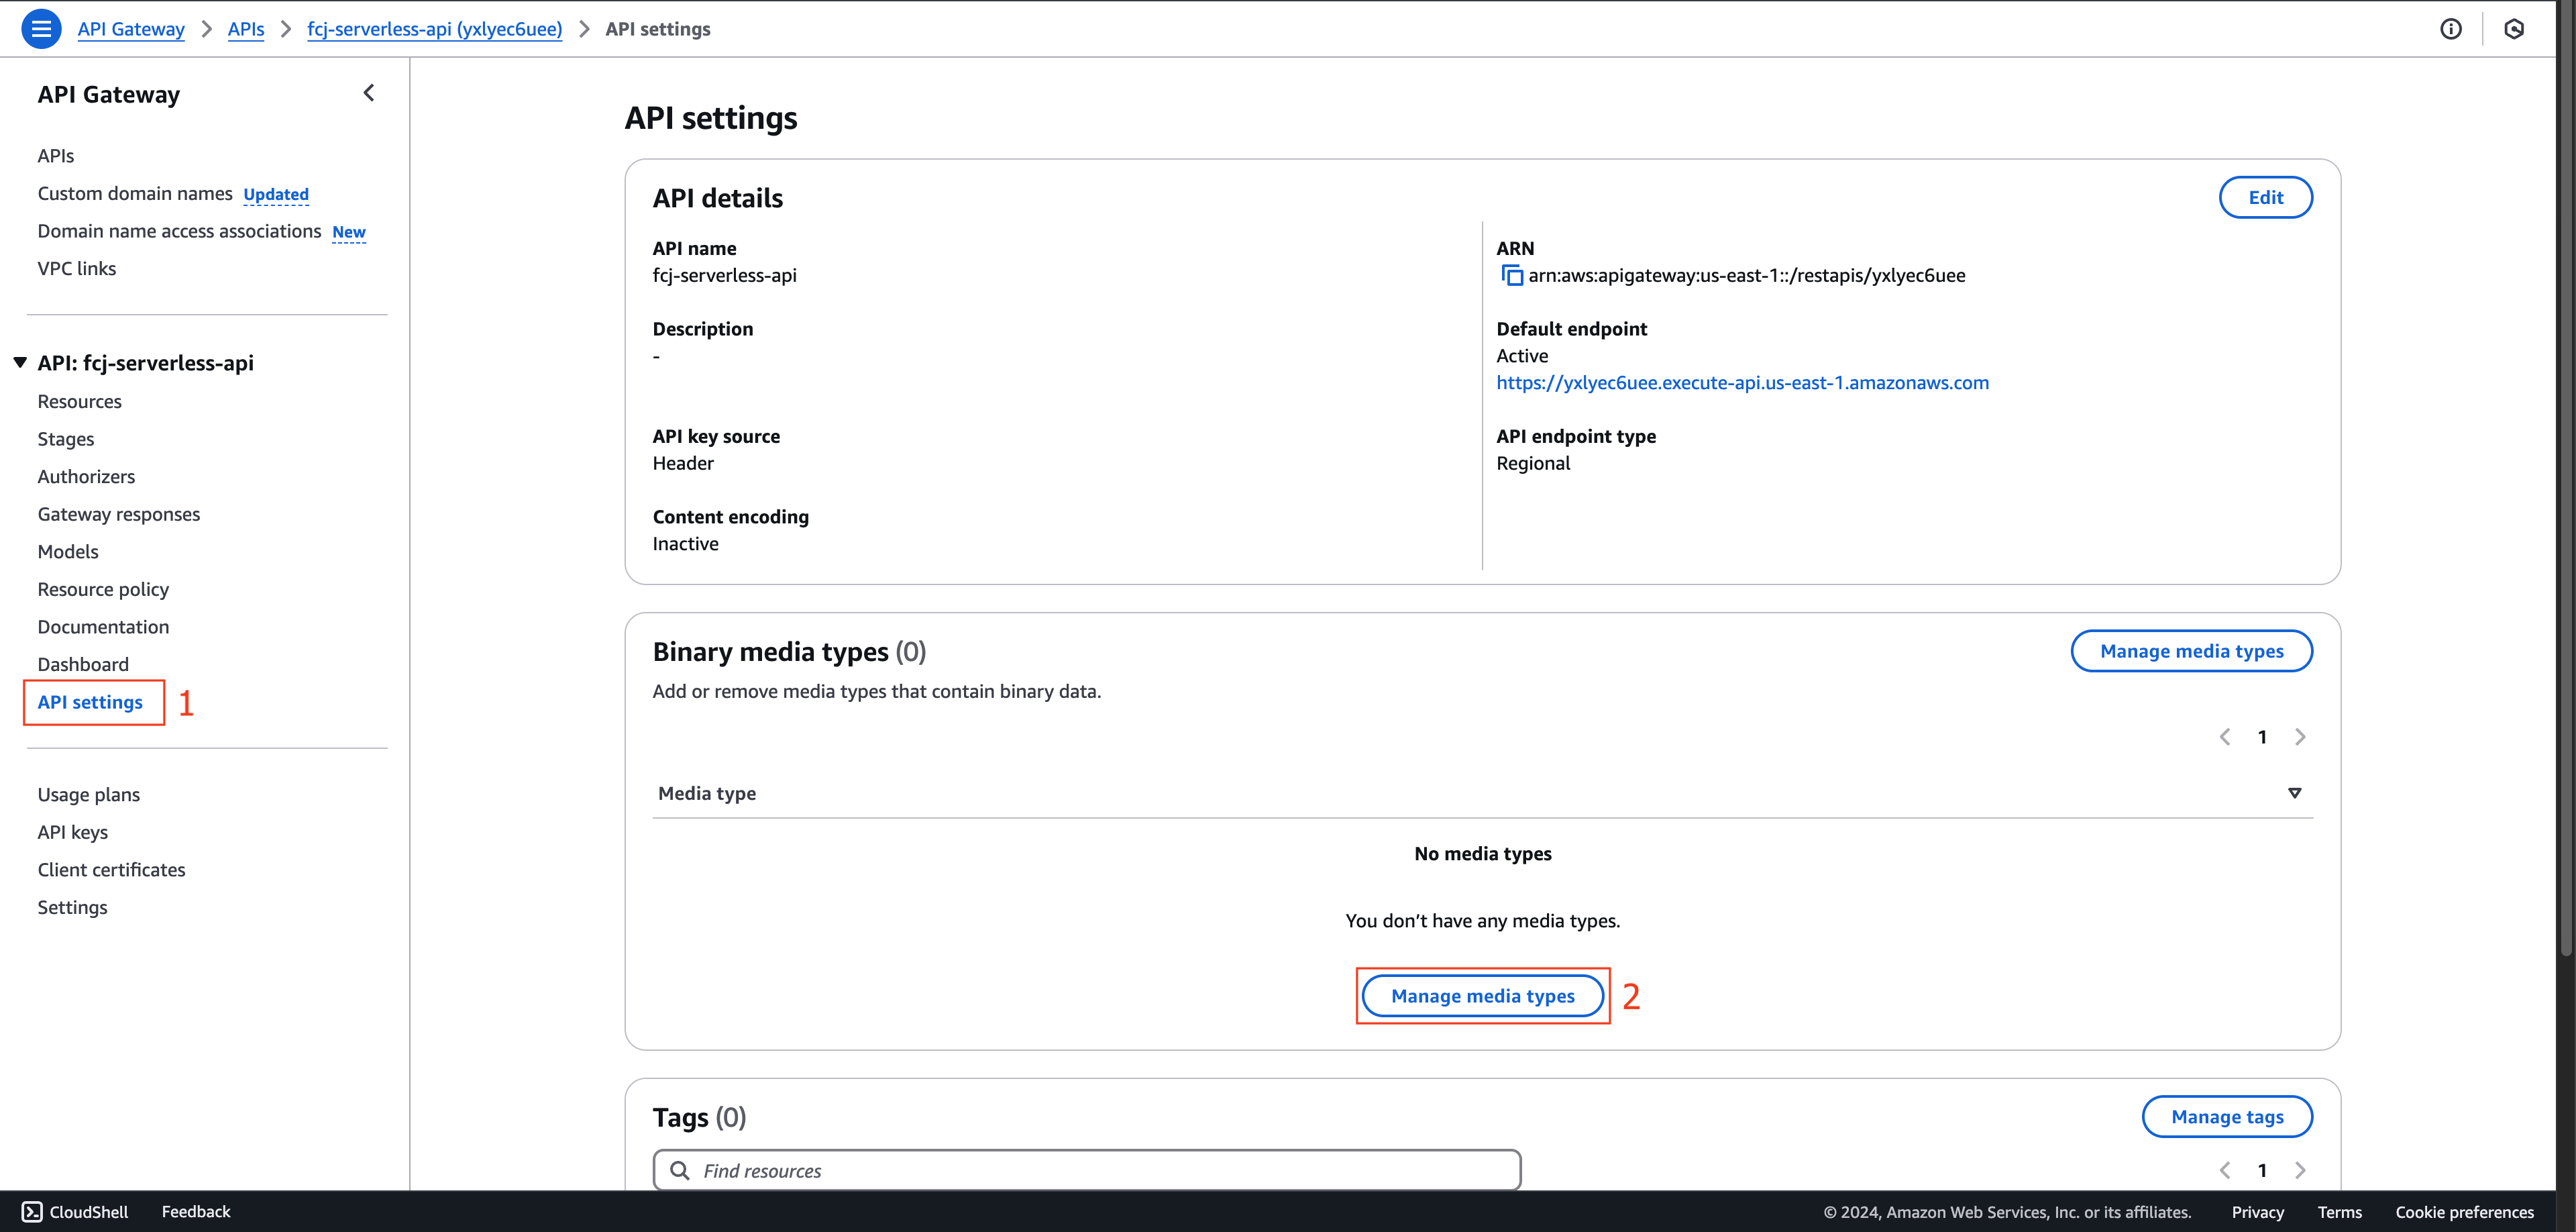 API Gateway > APIs > fcj-serverless-api (yxlyec6uee) > API settings
API Gateway
APIs
Custom domain names Updated
Domain name access associations New
VPC links
API: fcj-serverless-api
Resources
Stages
Authorizers
Gateway responses
Models
Resource policy
Documentation
Dashboard
API settings 1
Usage plans
API keys
Client certificates
Settings
API settings
API details
Edit
API name
fcj-serverless-api
ARN
arn:aws:apigateway:us-east-1::/restapis/yxlyec6uee
Description
-
Default endpoint
Active
https://yxlyec6uee.execute-api.us-east-1.amazonaws.com
API key source
Header
API endpoint type
Regional
Content encoding
Inactive
Binary media types (0)
Manage media types
Add or remove media types that contain binary data.
1
Media type
No media types
You don't have any media types.
Manage media types 2
Tags (0)
Manage tags
Find resources
1
CloudShell Feedback © 2024, Amazon Web Services, Inc. or its affiliates. Privacy Terms Cookie preferences